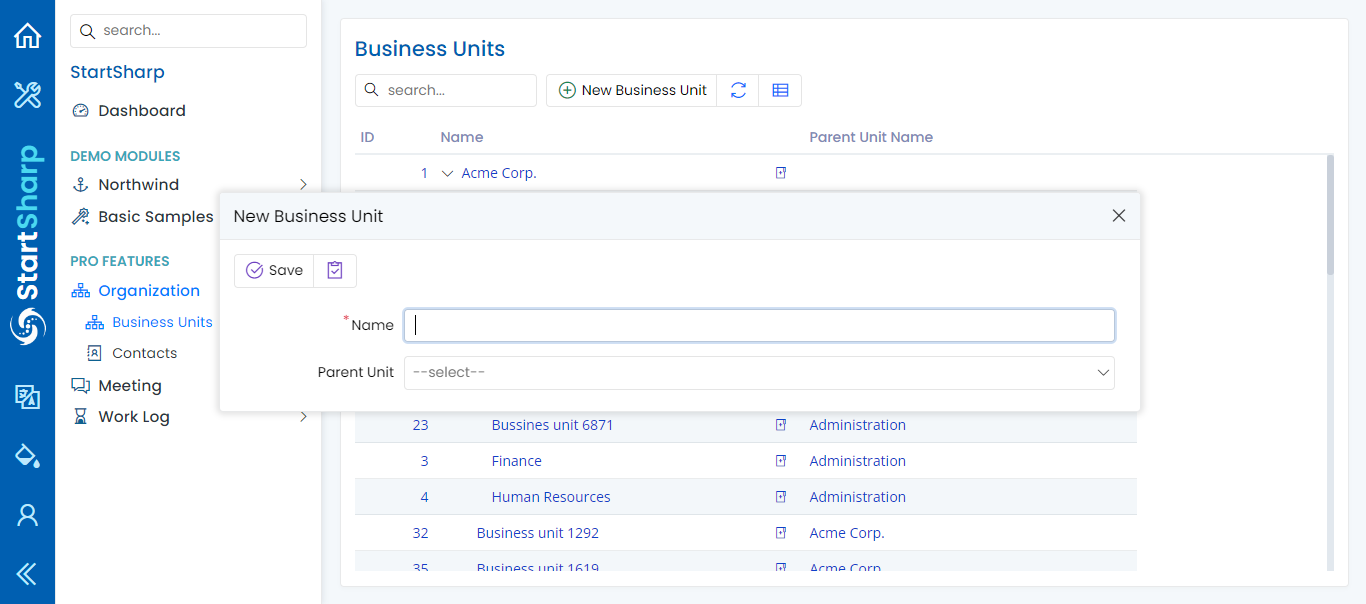 StartSharp
search...
StartSharp
Dashboard
DEMO MODULES
Northwind
Basic Samples
PRO FEATURES
Organization
Business Units
Contacts
Meeting
Work Log
Business Units
search...
New Business Unit
ID Name Parent Unit Name
1 Acme Corp.
New Business Unit
Save
* Name
Parent Unit --select--
23 Bussines unit 6871 Administration
3 Finance Administration
4 Human Resources Administration
32 Business unit 1292 Acme Corp.
35 Business unit 1619 Acme Corp.